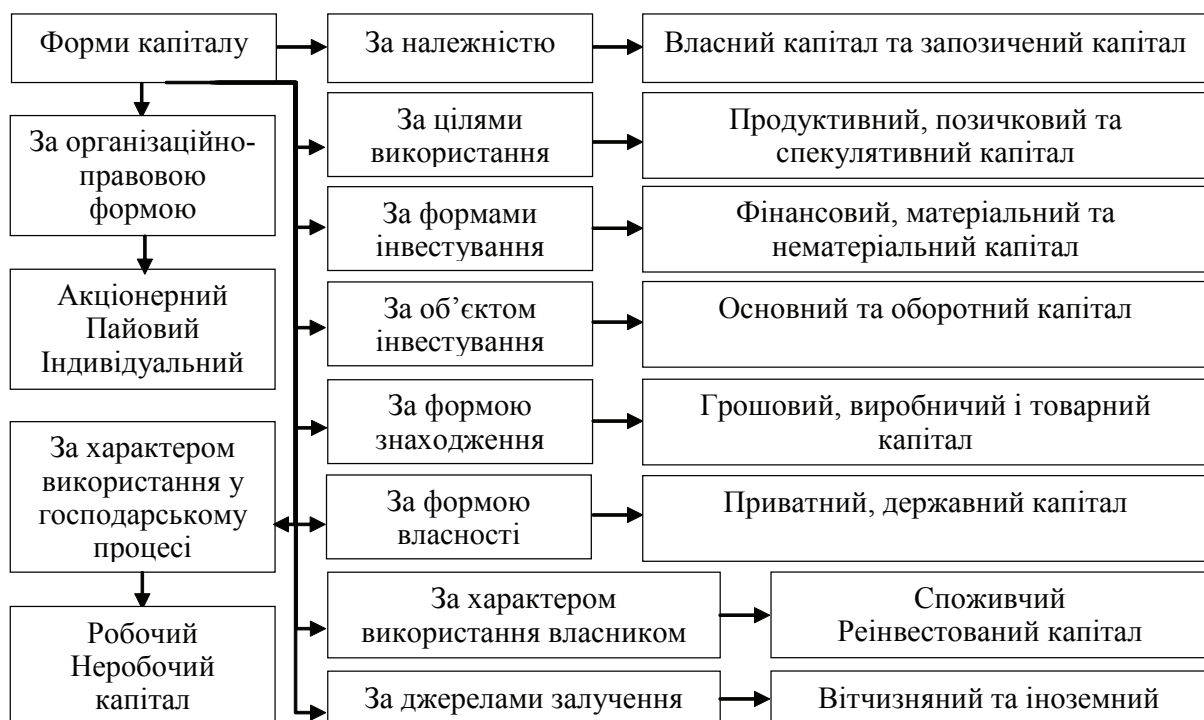 Форми капіталу
За належністю
Власний капітал та запозичений капітал
За організаційно-
правовою
формою
За цілями
використання
Продуктивний, позичковий та
спекулятивний капітал
За формами
інвестування
Фінансовий, матеріальний та
нематеріальний капітал
Акціонерний
Пайовий
Індивідуальний
За об’єктом
інвестування
Основний та оборотний капітал
За формою
знаходження
Грошовий, виробничий і товарний
капітал
За характером
використання у
господарському
процесі
За формою
власності
Приватний, державний капітал
Робочий
Неробочий
капітал
За характером
використання власником
Споживчий
Реінвестований капітал
За джерелами залучення
Вітчизняний та іноземний